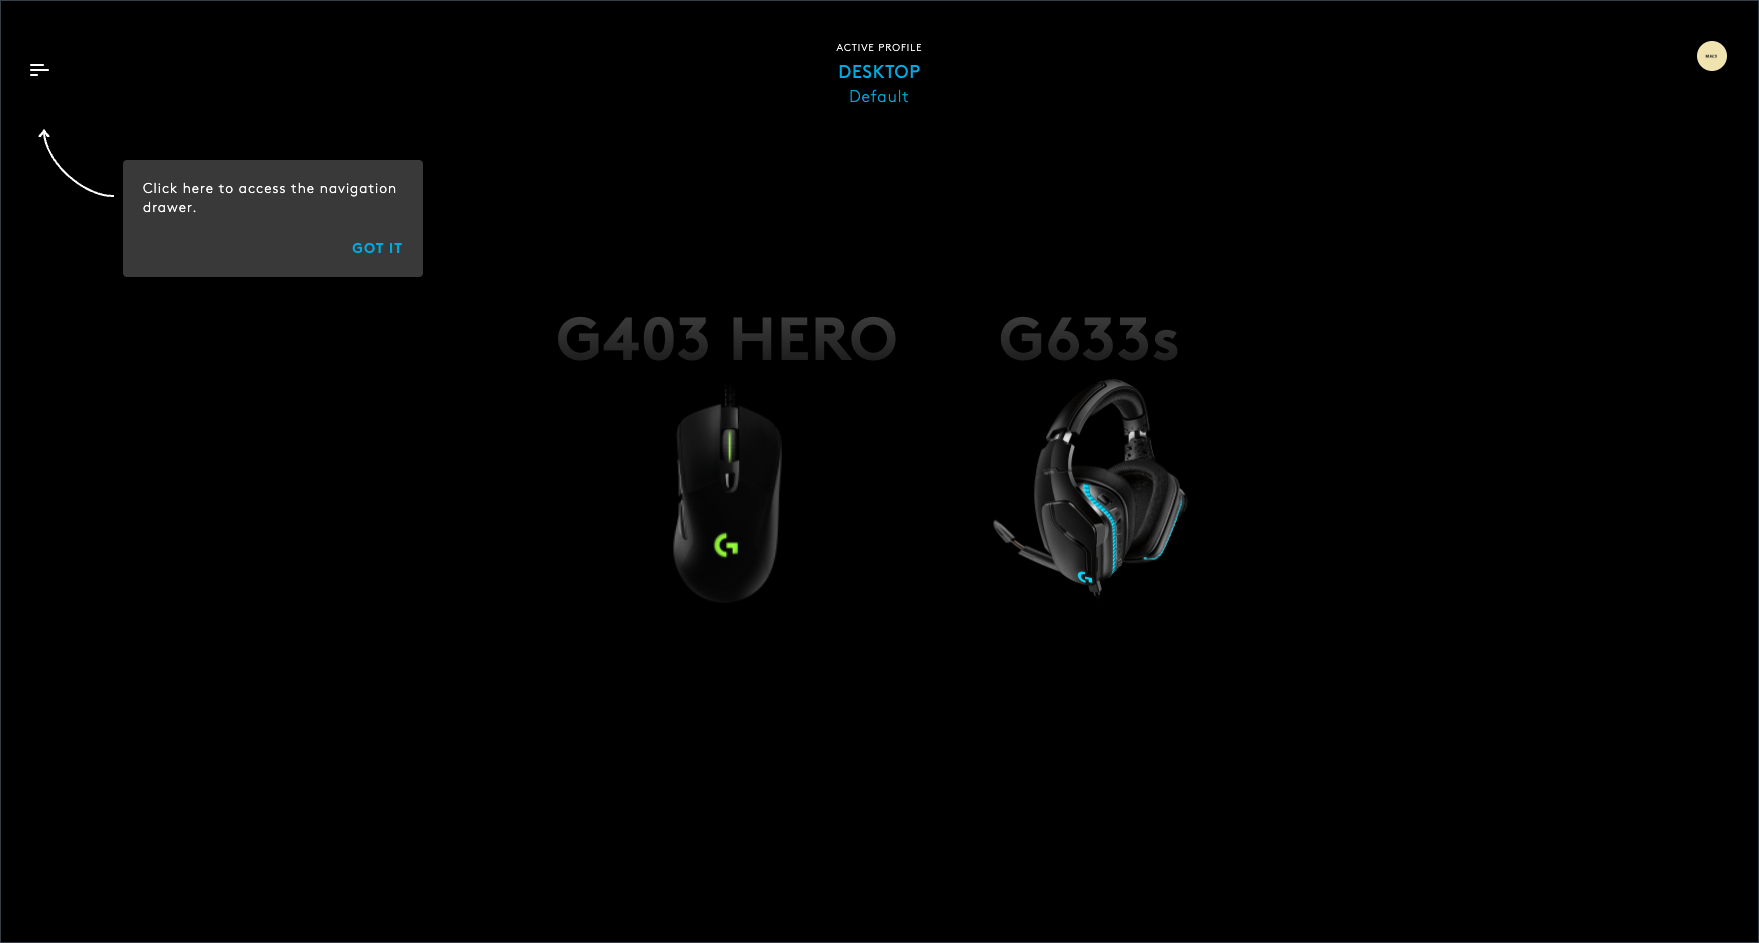 ACTIVE PROFILE
DESKTOP
Default
Click here to access the navigation
drawer.
GOT IT
G403 HERO
G633s